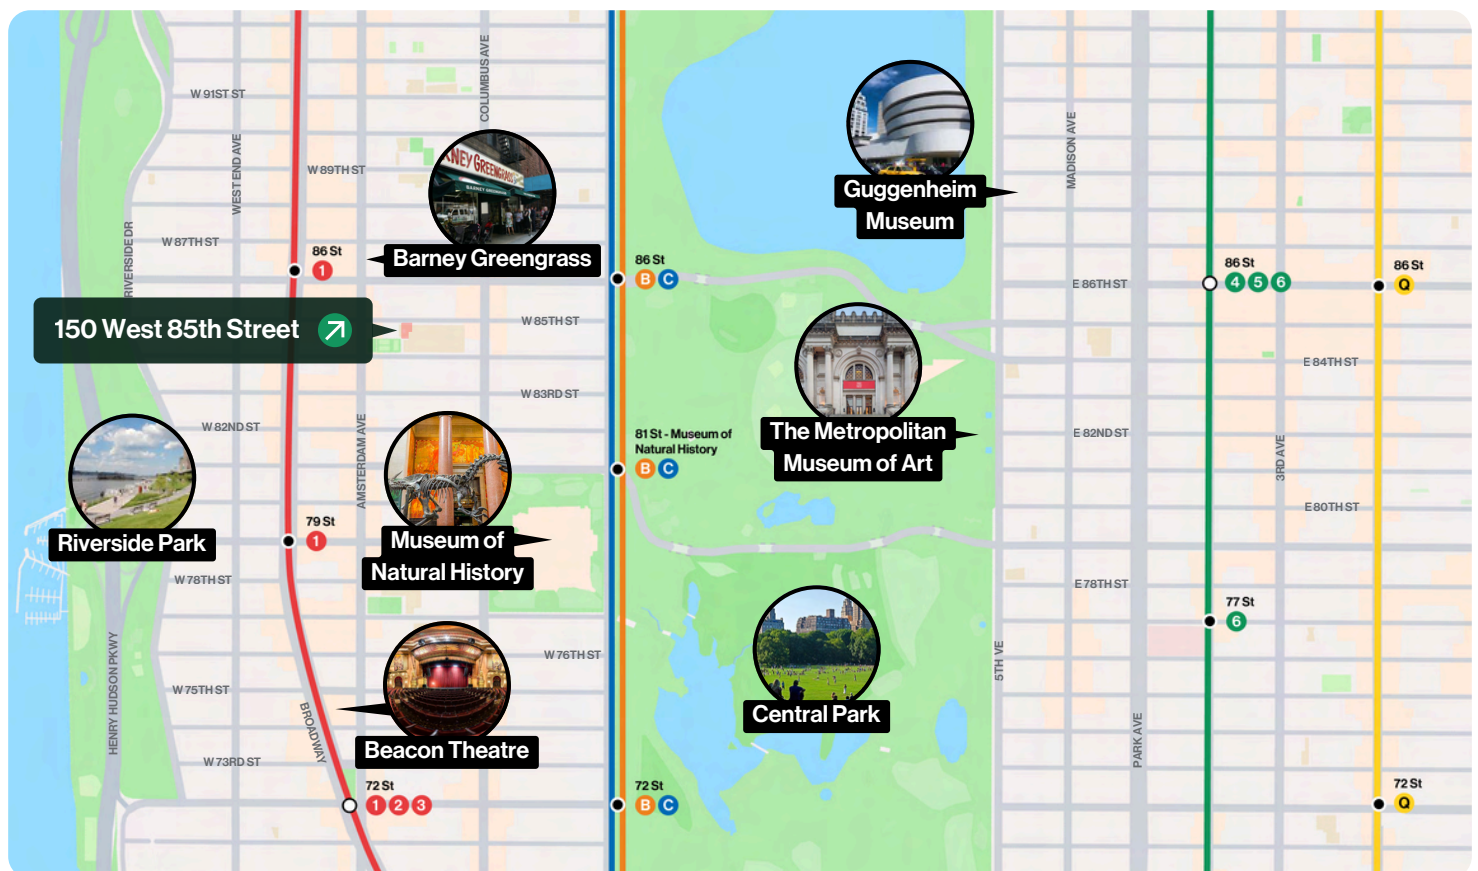 W 91ST ST
COLUMBUS AVE
WEST END AVE
MADISON AVE
W 89TH ST
BARNEY GREENGRASS
Guggenheim
Museum
W 87TH ST
RIVERSIDE DR
86 St
1
Barney Greengrass
86 St
B C
86 St
4 5 6
86 St
Q
E 86TH ST
150 West 85th Street
W 85TH ST
E 84TH ST
W 83RD ST
W 82ND ST
AMSTERDAM AVE
81 St - Museum of
Natural History
B C
The Metropolitan
Museum of Art
E 82ND ST
3RD AVE
E 80TH ST
Riverside Park
79 St
1
Museum of
Natural History
W 78TH ST
E 78TH ST
77 St
6
HENRY HUDSON PKWY
W 76TH ST
5TH VE
W 75TH ST
BROADWAY
Beacon Theatre
Central Park
PARK AVE
W 73RD ST
72 St
1 2 3
72 St
B C
72 St
Q